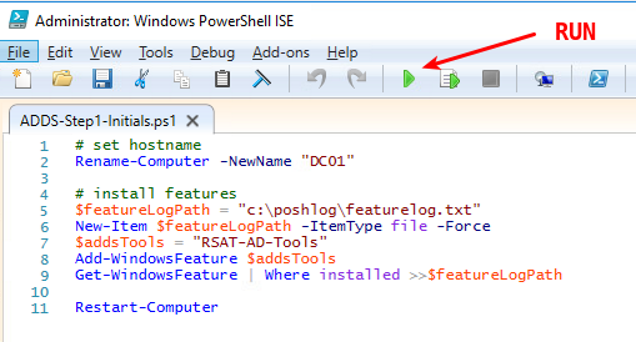 Administrator: Windows PowerShell ISE
RUN
File Edit View Tools Debug Add-ons Help
ADDS-Step1-Initials.ps1
1 # set hostname
2 Rename-Computer -NewName "DC01"
3
4 # install features
5 $featureLogPath = "c:\poshlog\featurelog.txt"
6 New-Item $featureLogPath -ItemType file -Force
7 $addsTools = "RSAT-AD-Tools"
8 Add-WindowsFeature $addsTools
9 Get-WindowsFeature | Where installed >>$featureLogPath
10
11 Restart-Computer